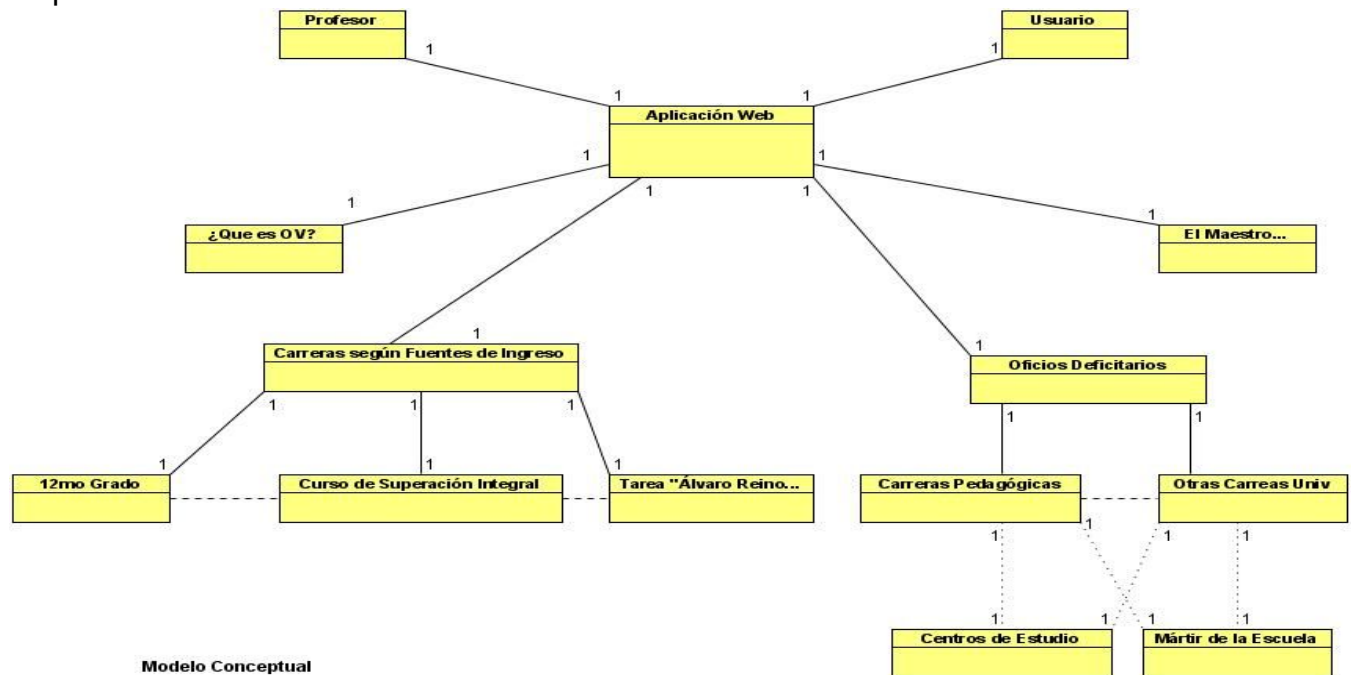 Profesor
Usuario
1
1
1
1
Aplicación Web
1
1
1
1
1
1
¿Que es OV?
El Maestro...
1
1
Carreras según Fuentes de Ingreso
Oficios Deficitarios
1
1
1
1
1
1
1
1
12mo Grado
Curso de Superación Integral
Tarea "Álvaro Reino...
Carreras Pedagógicas
Otras Carreas Univ
1
1
1
1
1
1
1
1
Centros de Estudio
Mártir de la Escuela
Modelo Conceptual